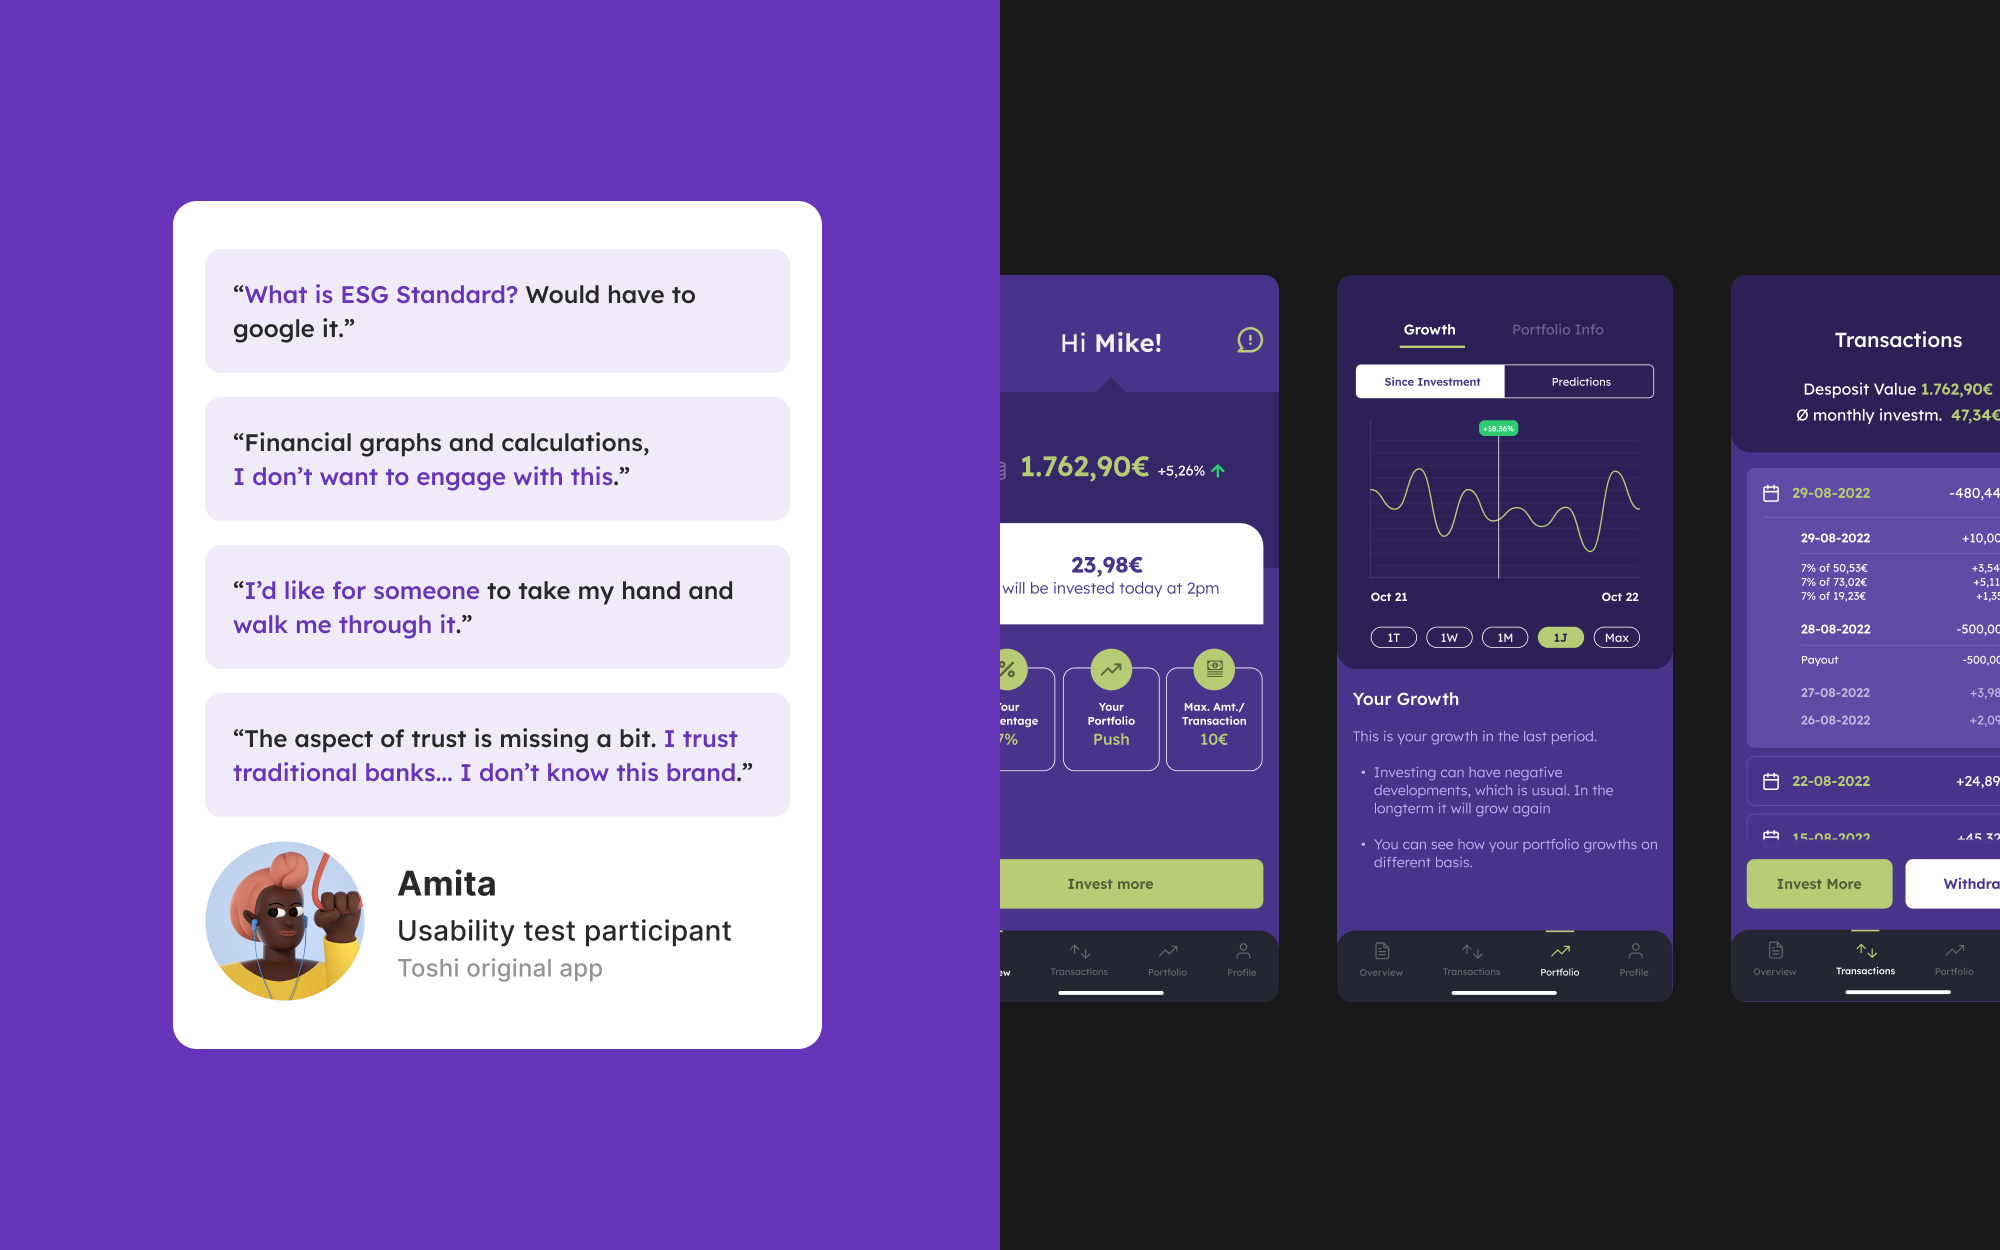 “What is ESG Standard? Would have to
google it.”
“Financial graphs and calculations,
I don’t want to engage with this.”
“I’d like for someone to take my hand and
walk me through it.”
“The aspect of trust is missing a bit. I trust
traditional banks... I don’t know this brand.”
Amita
Usability test participant
Toshi original app
Hi Mike!
1.762,90€ +5,26%
23,98€
will be invested today at 2pm
Your
Portfolio
Push
Max. Amt./
Transaction
10€
7%
Invest more
Transactions
Portfolio
Profile
Growth
Portfolio Info
Since Investment
Predictions
+18.36%
Oct 21
Oct 22
1T
1W
1M
1J
Max
Your Growth
This is your growth in the last period.
• Investing can have negative
developments, which is usual. In the
longterm it will grow again
• You can see how your portfolio growths on
different basis.
Overview
Transactions
Portfolio
Profile
Transactions
Desposit Value 1.762,90€
Ø monthly investm. 47,34€
29-08-2022 -480,44
29-08-2022 +10,00
7% of 50,53€ +3,54
7% of 73,02€ +5,11
7% of 19,23€ +1,35
28-08-2022 -500,00
Payout -500,00
27-08-2022 +3,98
26-08-2022 +2,09
22-08-2022 +24,89
15-08-2022 +45,32
Invest More
Overview
Transactions
Portfolio